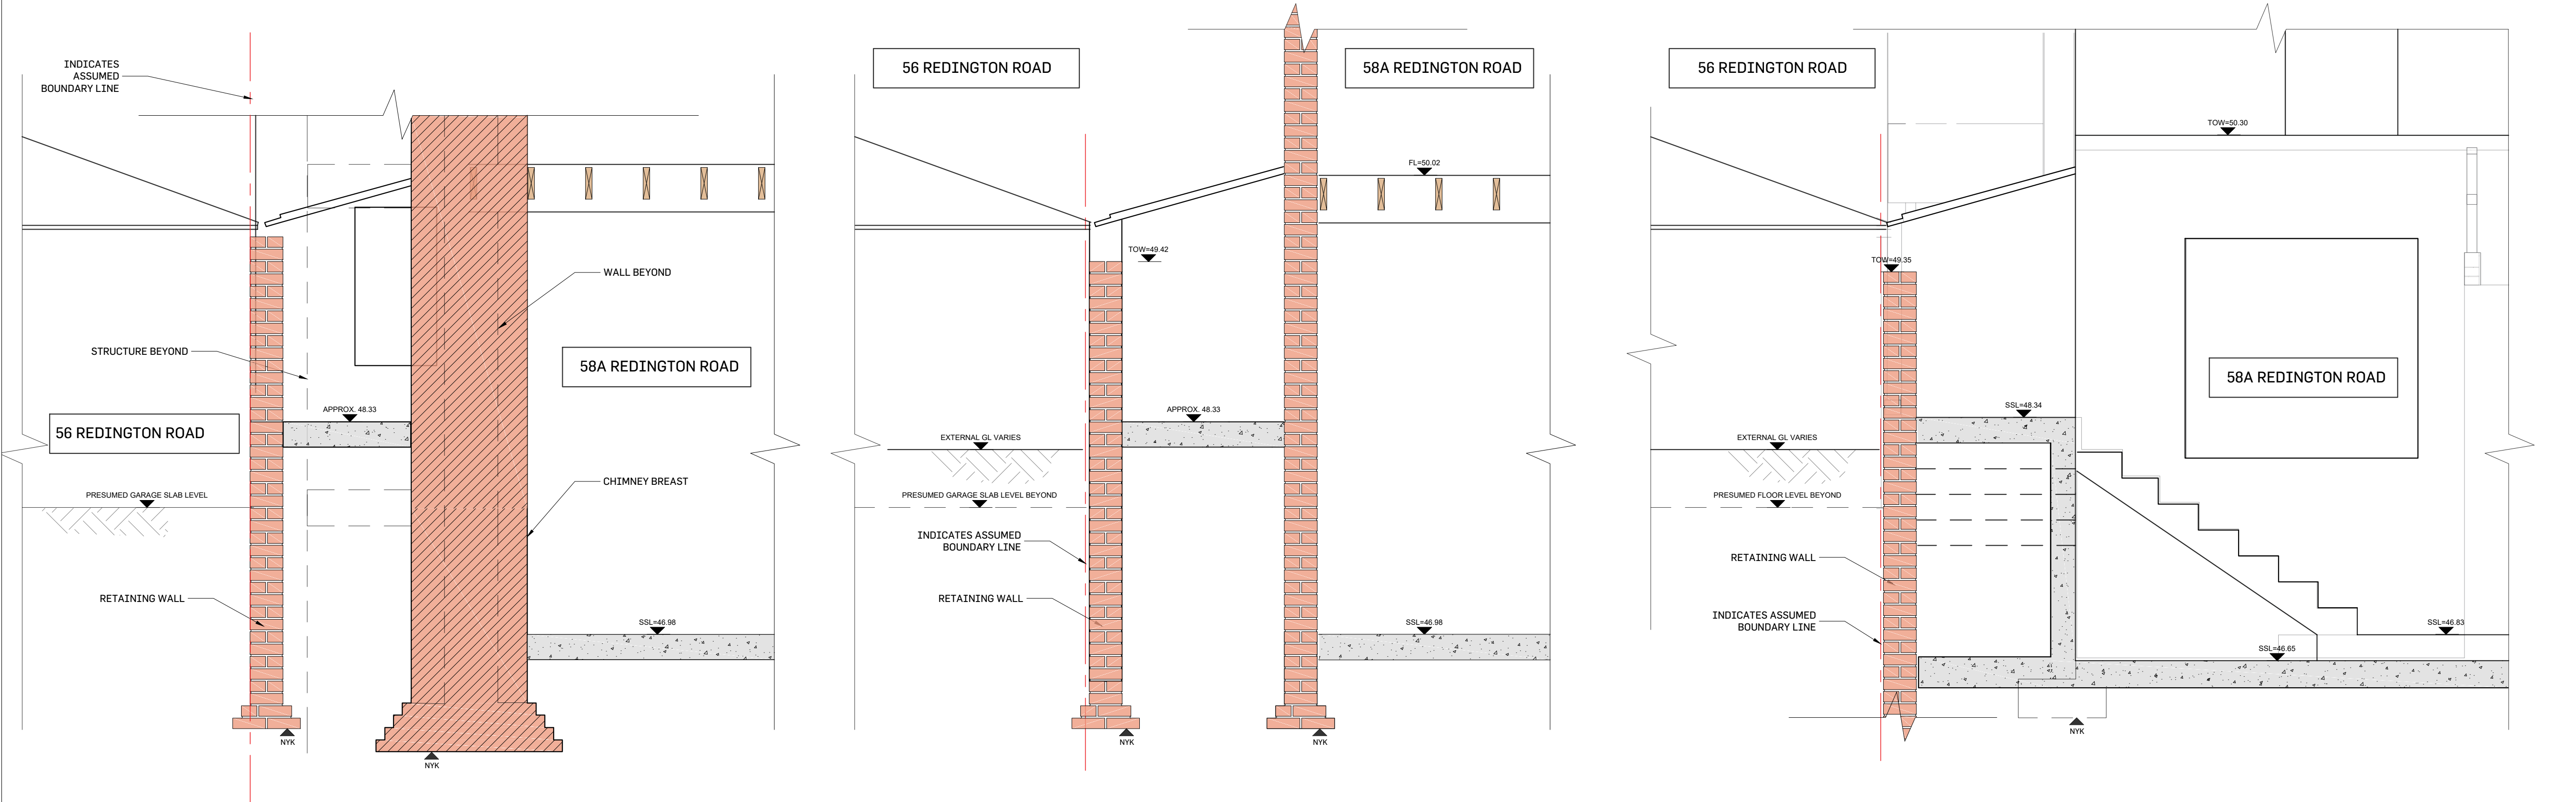 INDICATES
ASSUMED
BOUNDARY LINE
WALL BEYOND
STRUCTURE BEYOND
58A REDINGTON ROAD
APPROX. 48.33
56 REDINGTON ROAD
CHIMNEY BREAST
PRESUMED GARAGE SLAB LEVEL
RETAINING WALL
SSL=46.98
NYK
NYK
56 REDINGTON ROAD
58A REDINGTON ROAD
FL=50.02
TOW=49.42
APPROX. 48.33
EXTERNAL GL VARIES
PRESUMED GARAGE SLAB LEVEL BEYOND
INDICATES ASSUMED
BOUNDARY LINE
RETAINING WALL
SSL=46.98
NYK
NYK
56 REDINGTON ROAD
TOW=50.30
TOW=49.35
58A REDINGTON ROAD
SSL=48.34
EXTERNAL GL VARIES
PRESUMED FLOOR LEVEL BEYOND
RETAINING WALL
INDICATES ASSUMED
BOUNDARY LINE
SSL=46.83
SSL=46.65
NYK